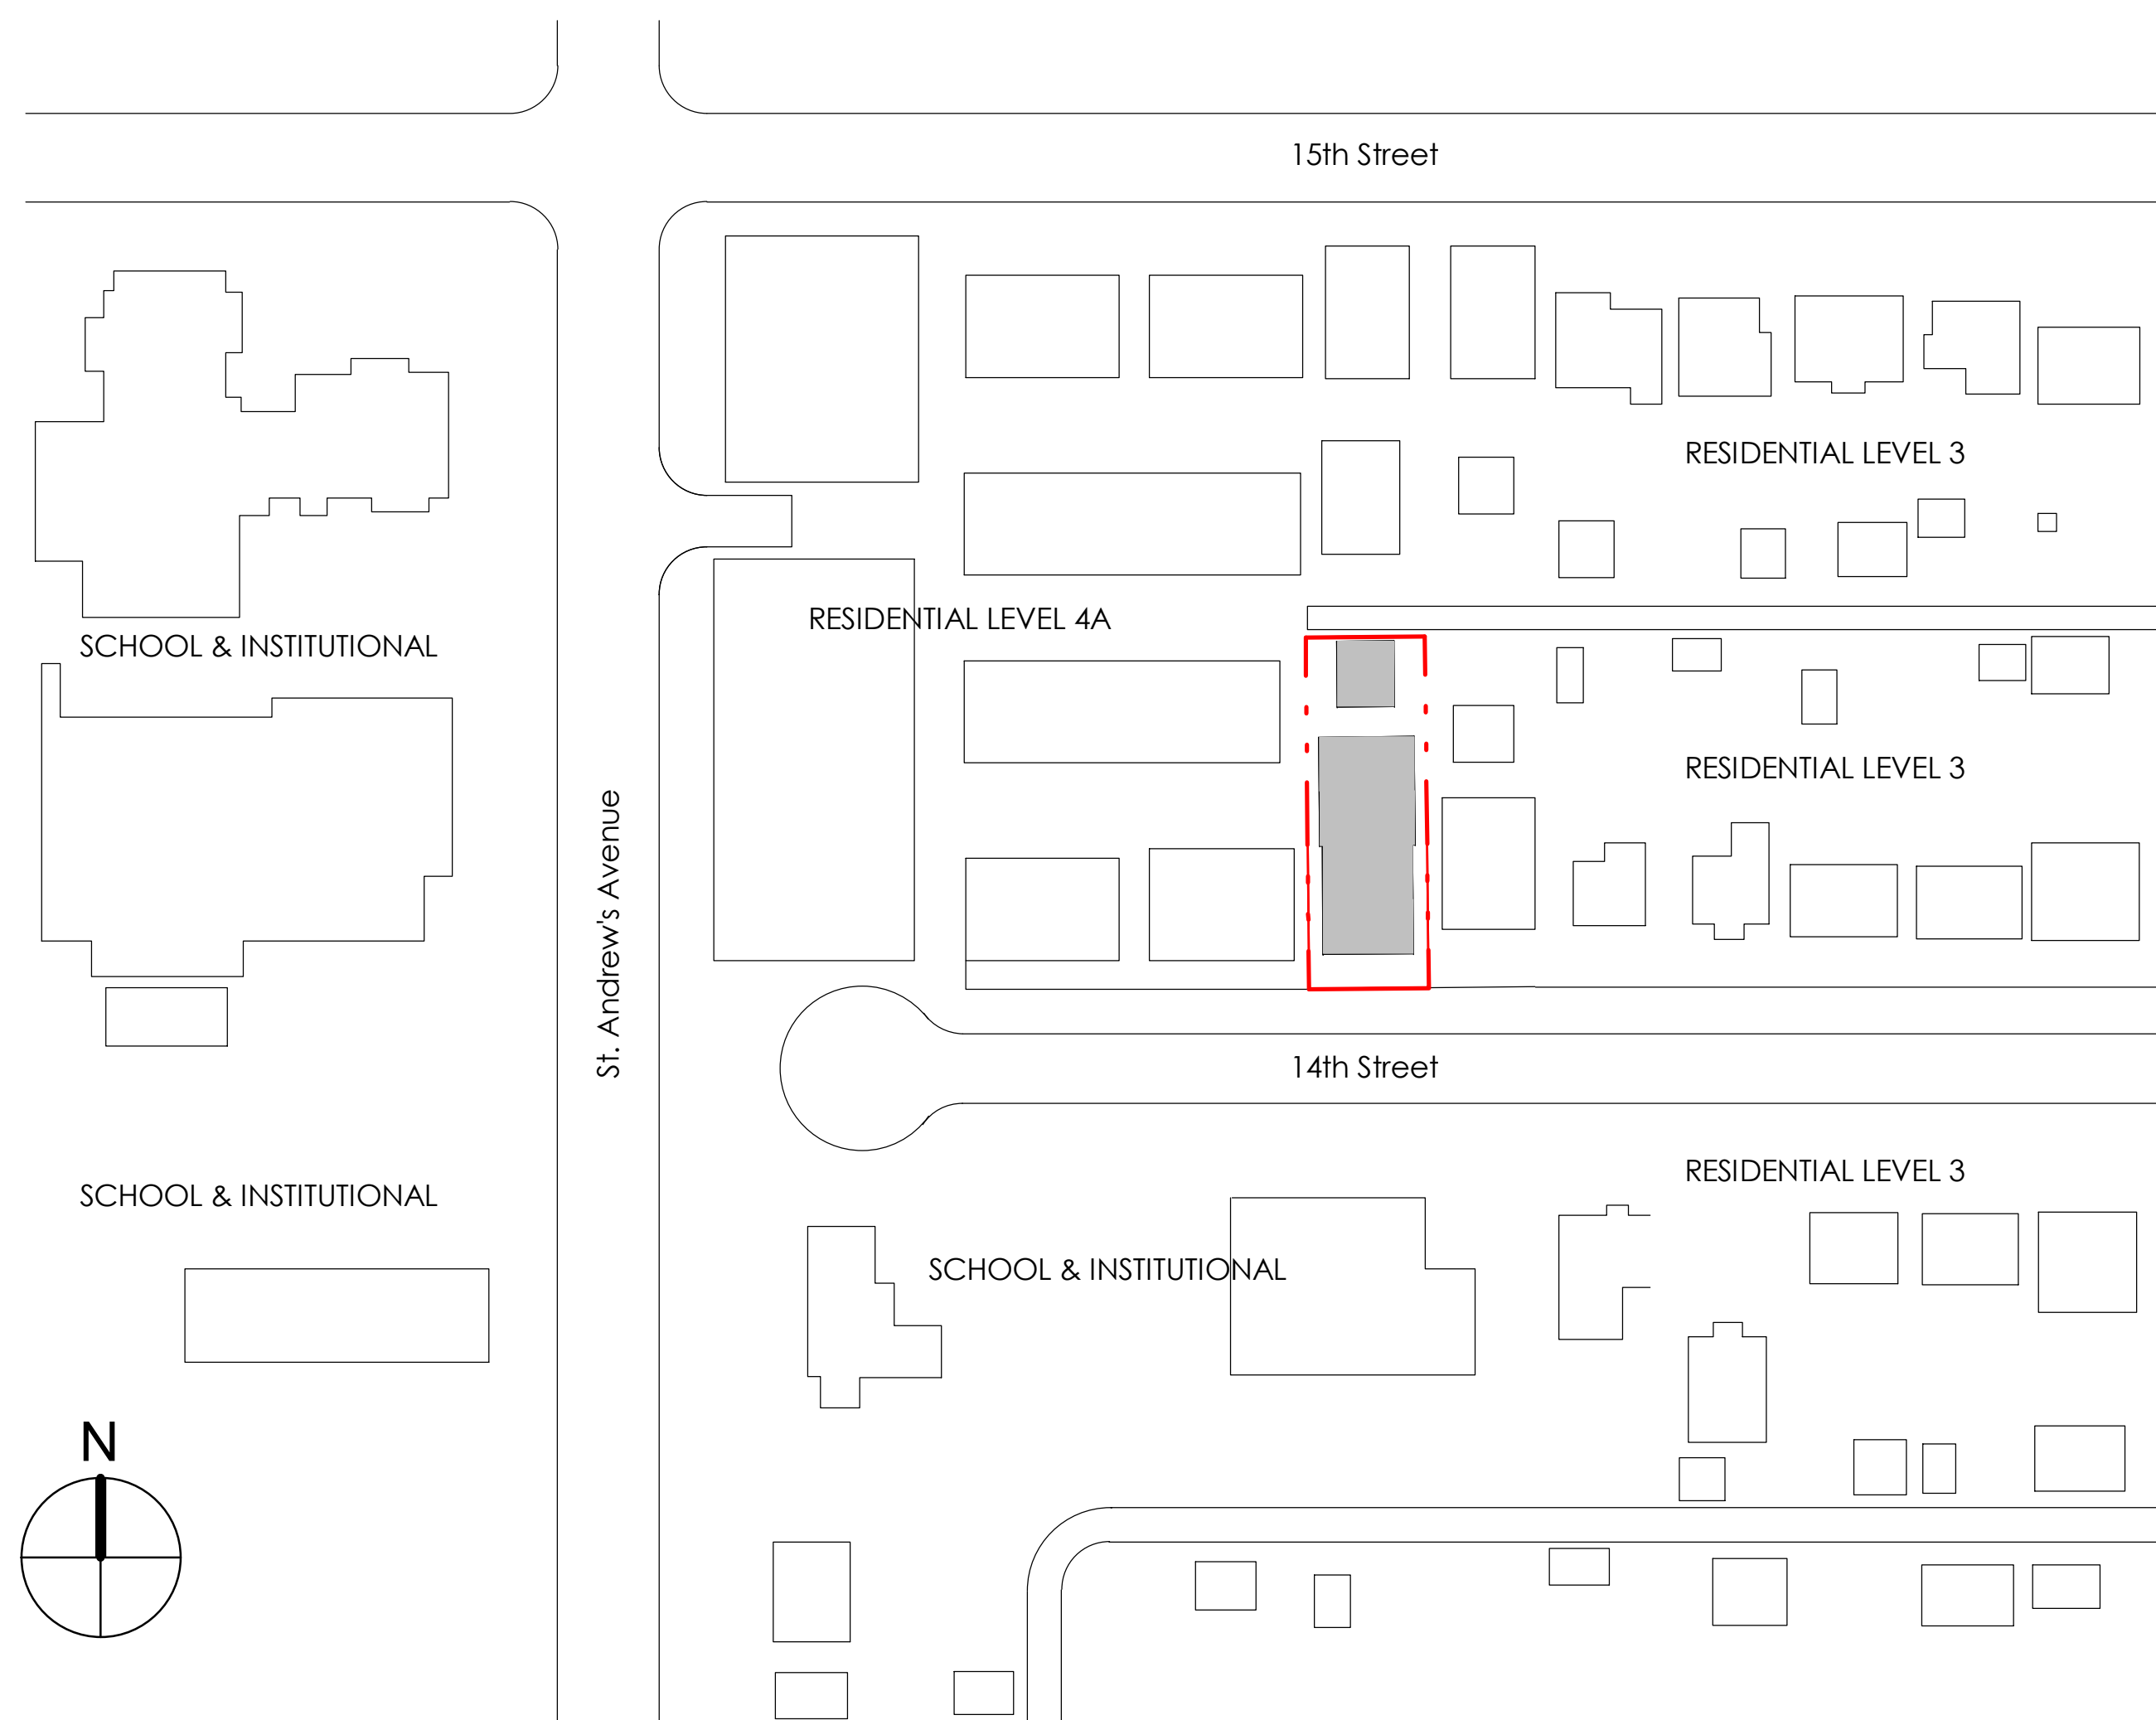 15th Street
RESIDENTIAL LEVEL 3
RESIDENTIAL LEVEL 4A
SCHOOL & INSTITUTIONAL
RESIDENTIAL LEVEL 3
St. Andrew's Avenue
14th Street
RESIDENTIAL LEVEL 3
SCHOOL & INSTITUTIONAL
SCHOOL & INSTITUTIONAL
N